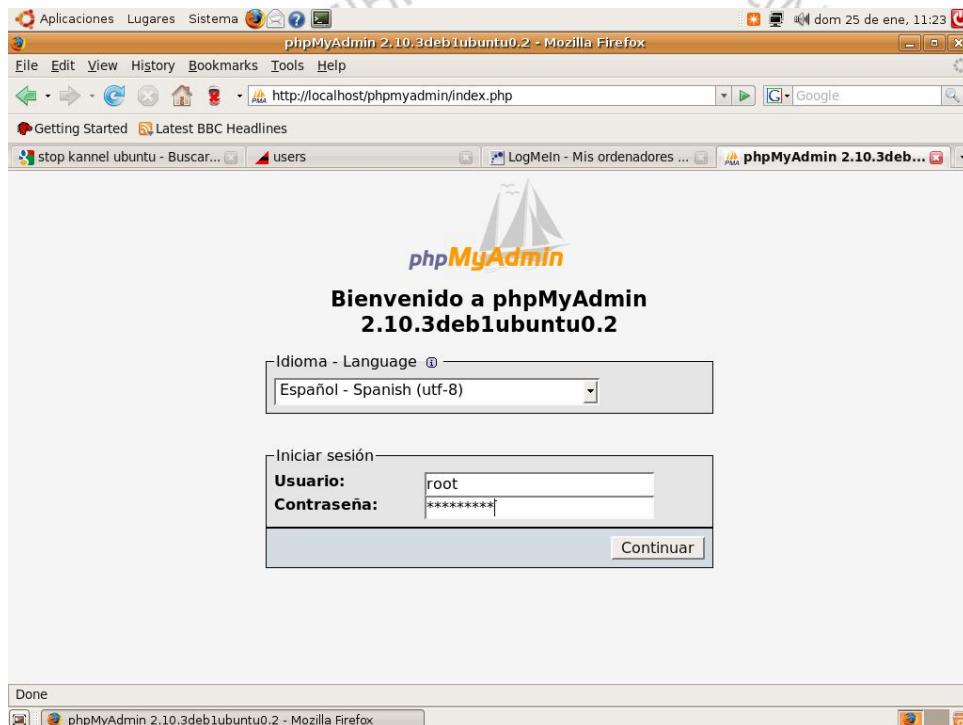 Aplicaciones Lugares Sistema dom 25 de ene, 11:23
phpMyAdmin 2.10.3deb1ubuntu0.2 - Mozilla Firefox
File Edit View History Bookmarks Tools Help
http://localhost/phpmyadmin/index.php Google
Getting Started Latest BBC Headlines
stop kannel ubuntu - Buscar... users LogMeIn - Mis ordenadores ... phpMyAdmin 2.10.3deb...
phpMyAdmin
Bienvenido a phpMyAdmin
2.10.3deb1ubuntu0.2
Idioma - Language
Español - Spanish (utf-8)
Iniciar sesión
Usuario: root
Contraseña: *********
Continuar
Done
phpMyAdmin 2.10.3deb1ubuntu0.2 - Mozilla Firefox